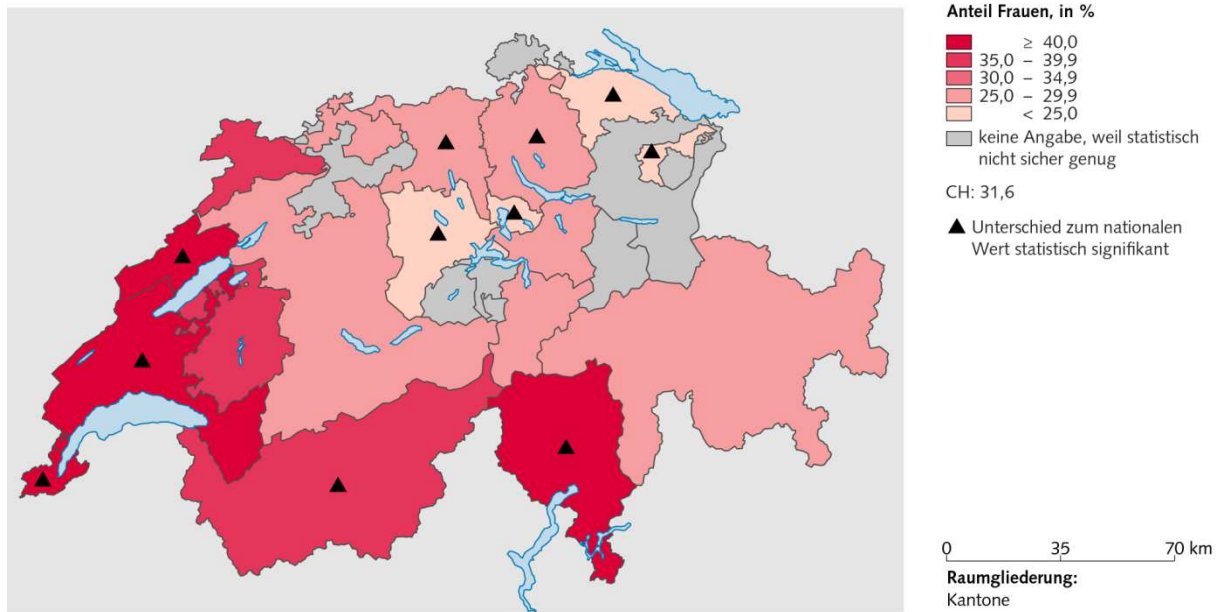 Anteil Frauen, in %
≥ 40,0
35,0 – 39,9
30,0 – 34,9
25,0 – 29,9
< 25,0
keine Angabe, weil statistisch
nicht sicher genug
CH: 31,6
Unterschied zum nationalen
Wert statistisch signifikant
0 35 70 km
Raumgliederung:
Kantone